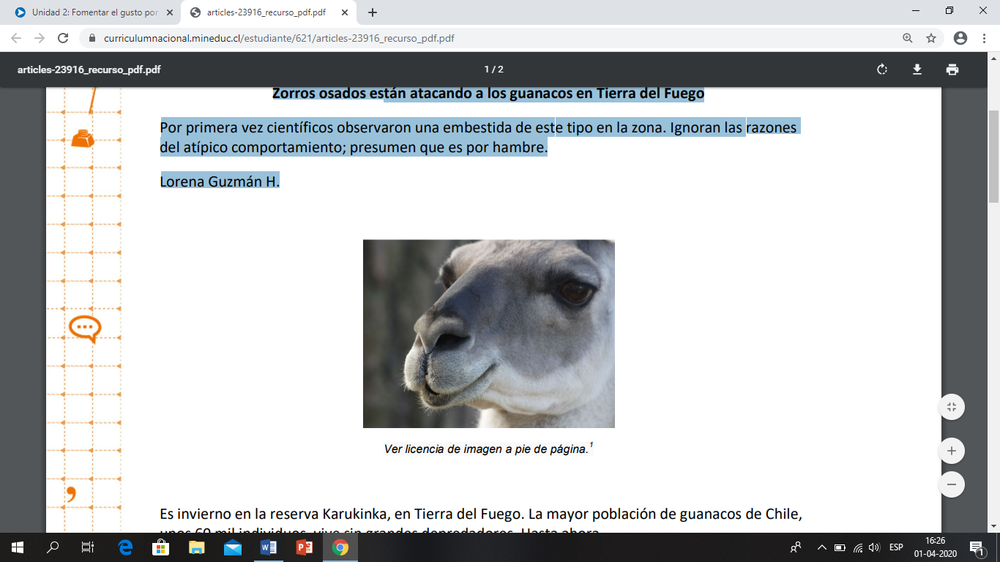 Unidad 2: Fomentar el gusto por
articles-23916_recurso_pdf.pdf
curriculumnacional.mineduc.cl/estudiante/621/articles-23916_recurso_pdf.pdf
articles-23916_recurso_pdf.pdf
1 / 2
Zorros osados están atacando a los guanacos en Tierra del Fuego
Por primera vez científicos observaron una embestida de este tipo en la zona. Ignoran las razones
del atípico comportamiento; presumen que es por hambre.
Lorena Guzmán H.
Ver licencia de imagen a pie de página.1
Es invierno en la reserva Karukinka, en Tierra del Fuego. La mayor población de guanacos de Chile,
unos 60 mil individuos, vive sin grandes depredadores. Hasta ahora.
ESP
16:26
01-04-2020
1